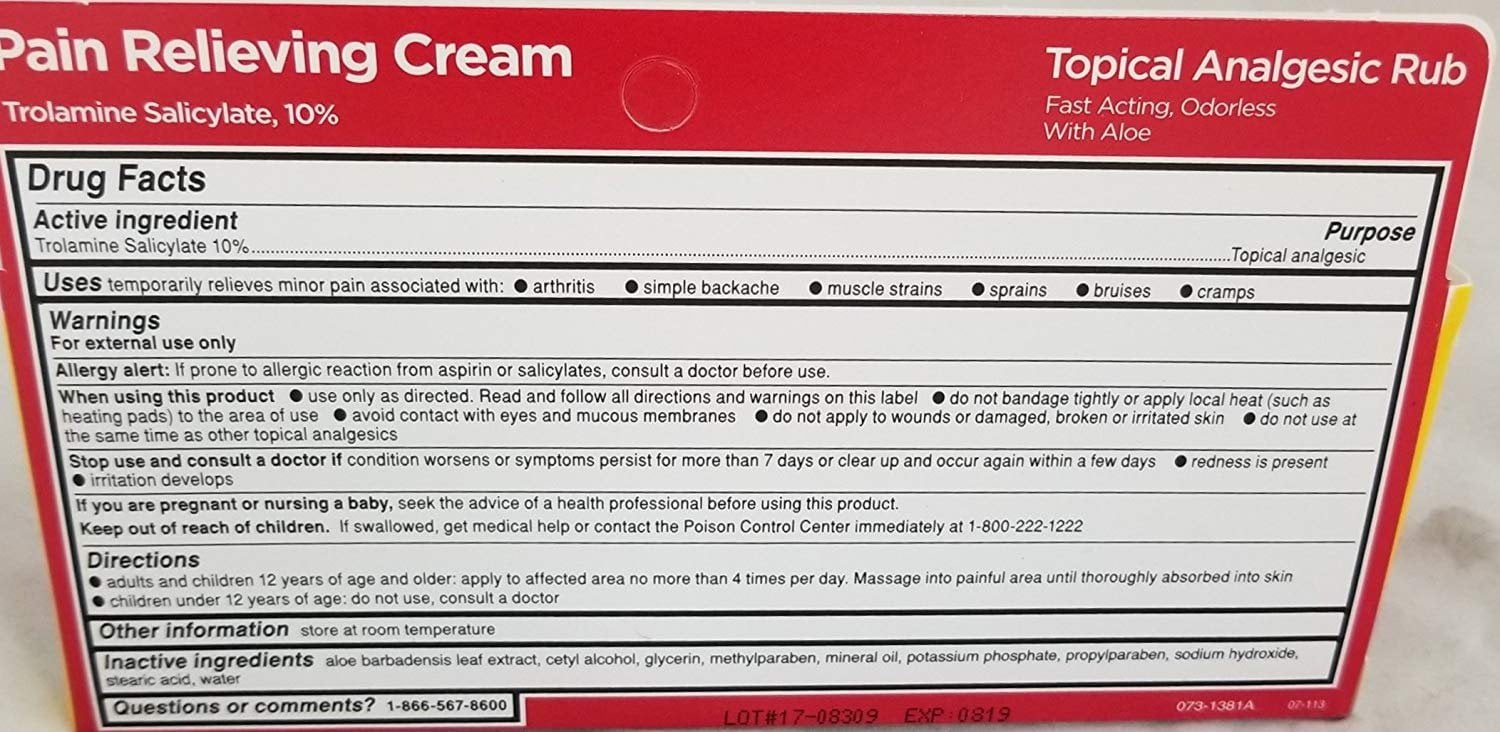 Pain Relieving Cream
Trolamine Salicylate, 10%
Topical Analgesic Rub
Fast Acting, Odorless
With Aloe
Drug Facts
Active ingredient Purpose
Trolamine Salicylate 10%..........Topical analgesic
Uses temporarily relieves minor pain associated with: ● arthritis ● simple backache ● muscle strains ● sprains ● bruises ● cramps
Warnings
For external use only
Allergy alert: If prone to allergic reaction from aspirin or salicylates, consult a doctor before use.
When using this product ● use only as directed. Read and follow all directions and warnings on this label ● do not bandage tightly or apply local heat (such as
heating pads) to the area of use ● avoid contact with eyes and mucous membranes ● do not apply to wounds or damaged, broken or irritated skin ● do not use at
the same time as other topical analgesics
Stop use and consult a doctor if condition worsens or symptoms persist for more than 7 days or clear up and occur again within a few days ● redness is present
● irritation develops
If you are pregnant or nursing a baby, seek the advice of a health professional before using this product.
Keep out of reach of children. If swallowed, get medical help or contact the Poison Control Center immediately at 1-800-222-1222
Directions
● adults and children 12 years of age and older: apply to affected area no more than 4 times per day. Massage into painful area until thoroughly absorbed into skin
● children under 12 years of age: do not use, consult a doctor
Other information store at room temperature
Inactive ingredients aloe barbadensis leaf extract, cetyl alcohol, glycerin, methylparaben, mineral oil, potassium phosphate, propylparaben, sodium hydroxide,
stearic acid, water
Questions or comments? 1-866-567-8600
LOT#17-08309 EXP:0819
073-1381A 07-113